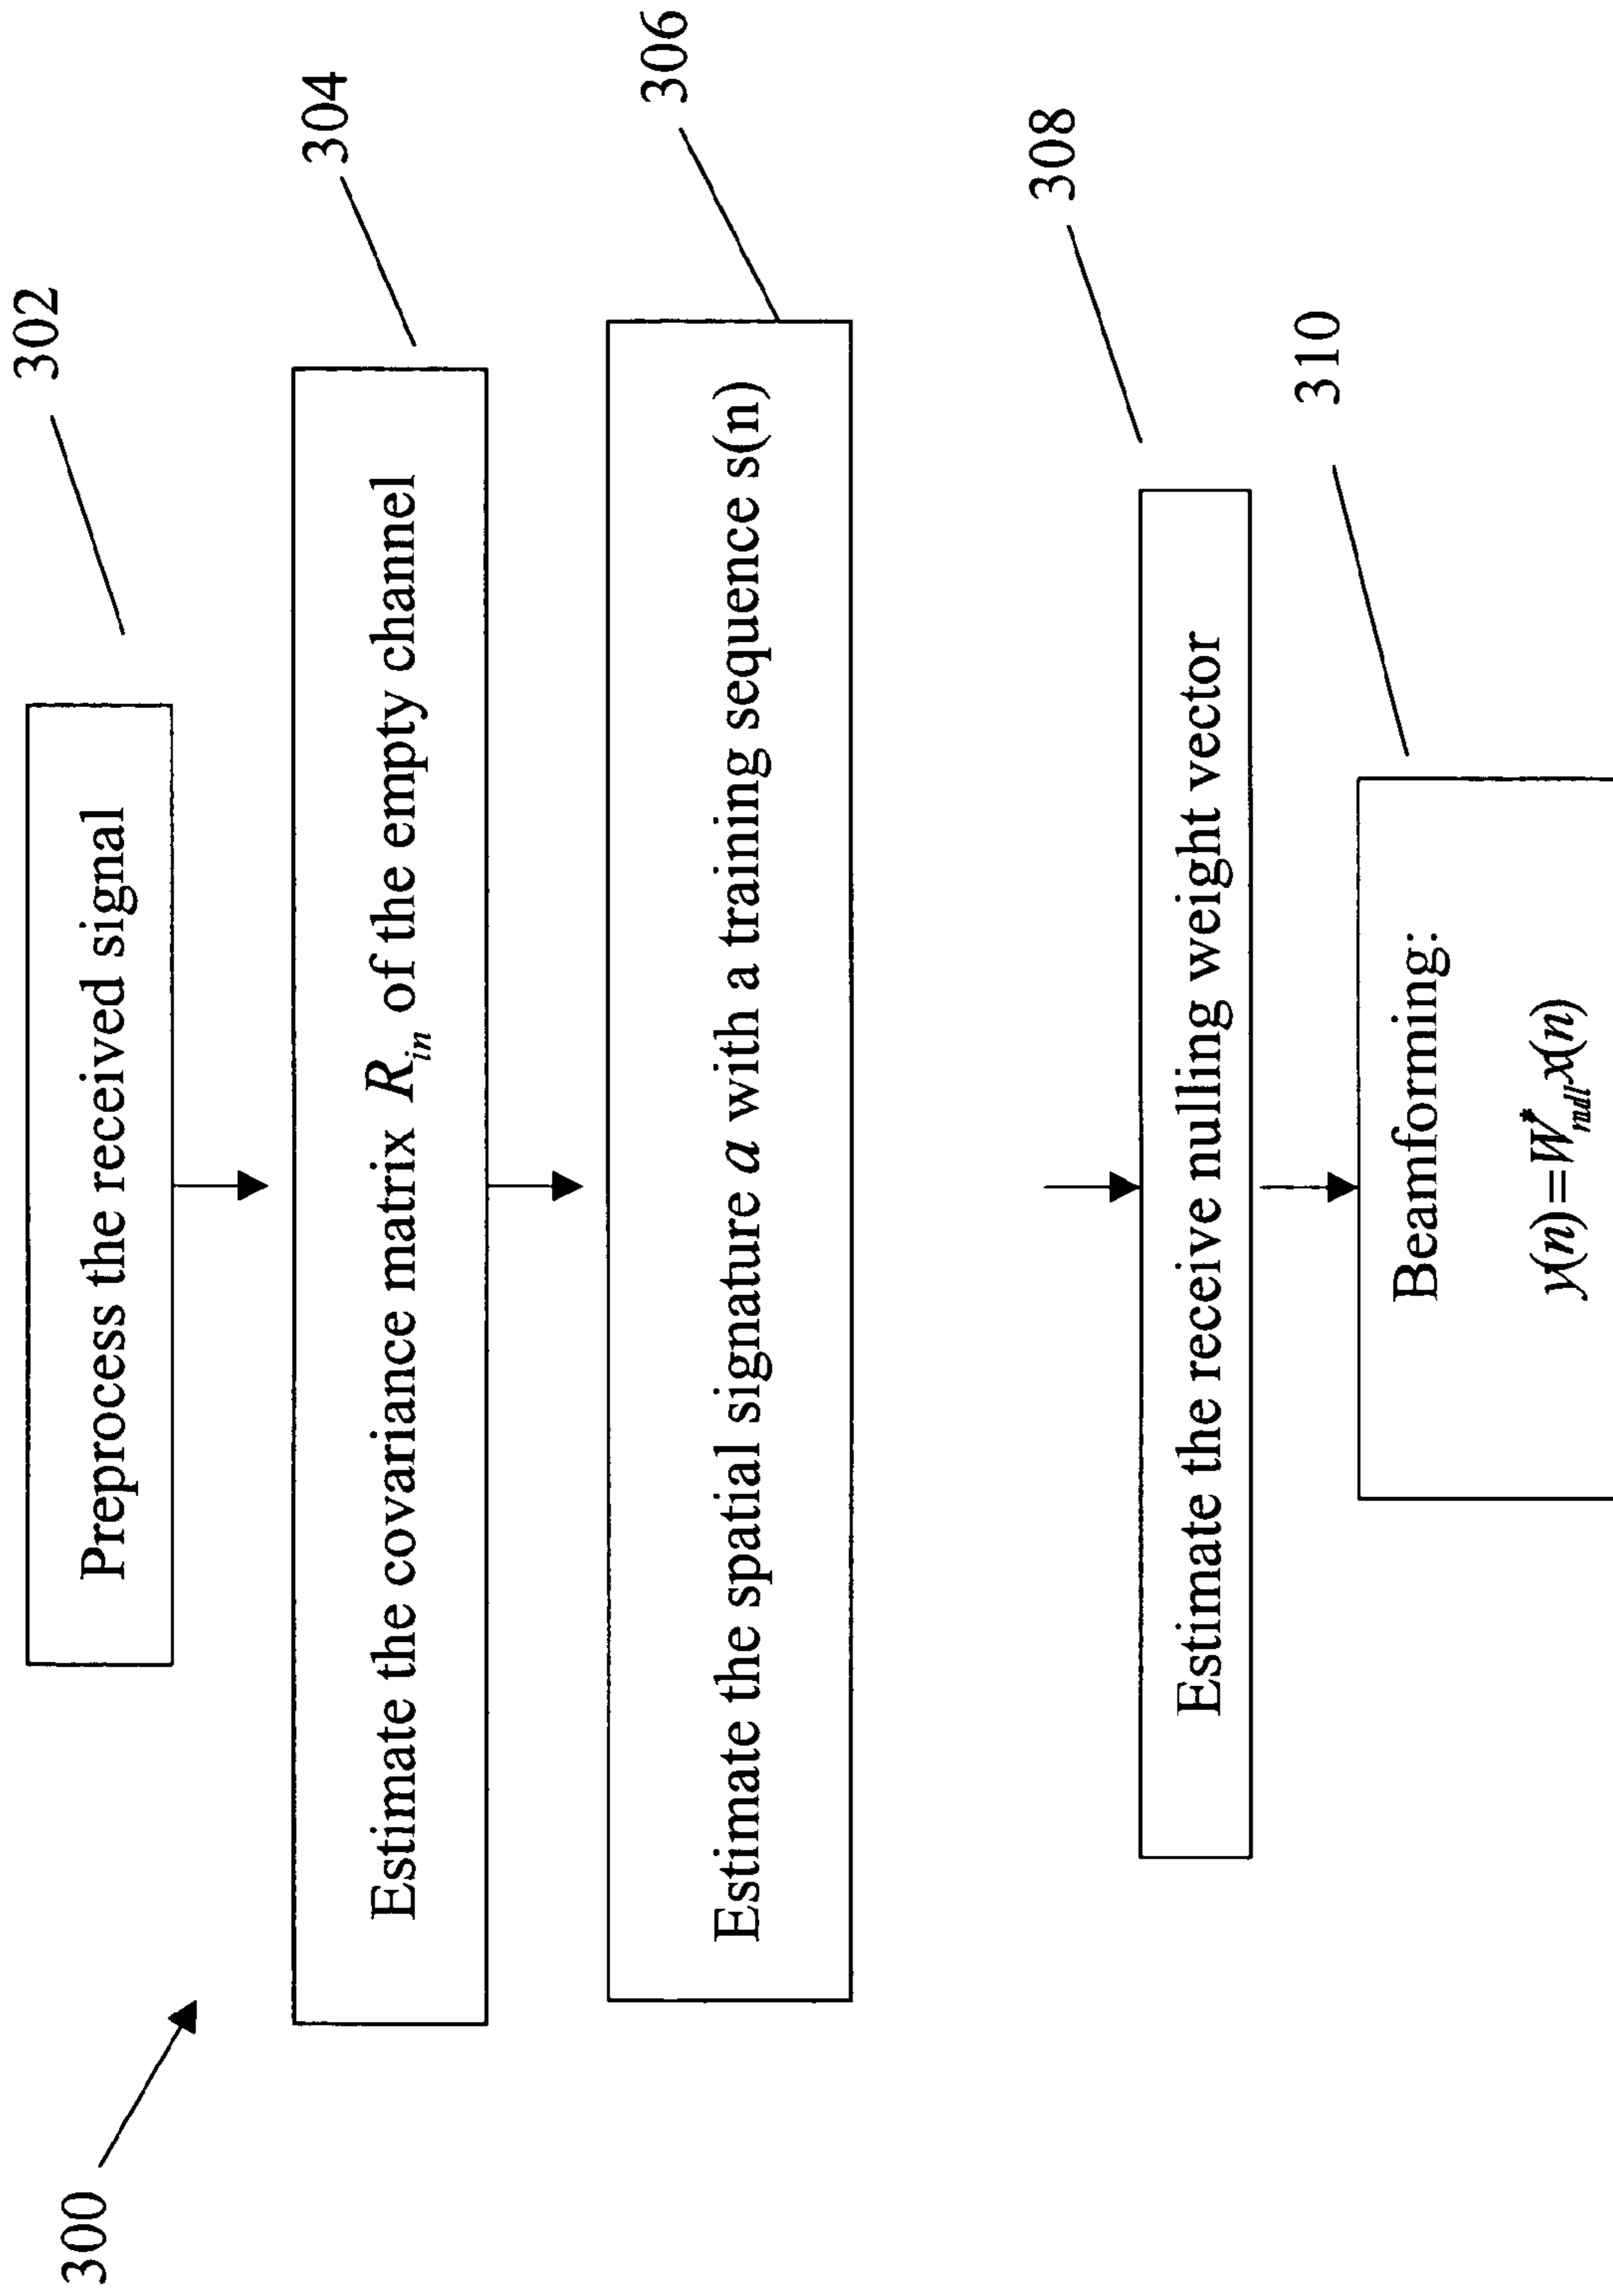 300
302
Preprocess the received signal
304
Estimate the covariance matrix R_in of the empty channel
306
Estimate the spatial signature a with a training sequence s(n)
308
Estimate the receive nulling weight vector
310
Beamforming:
y(n)=W*_null x(n)